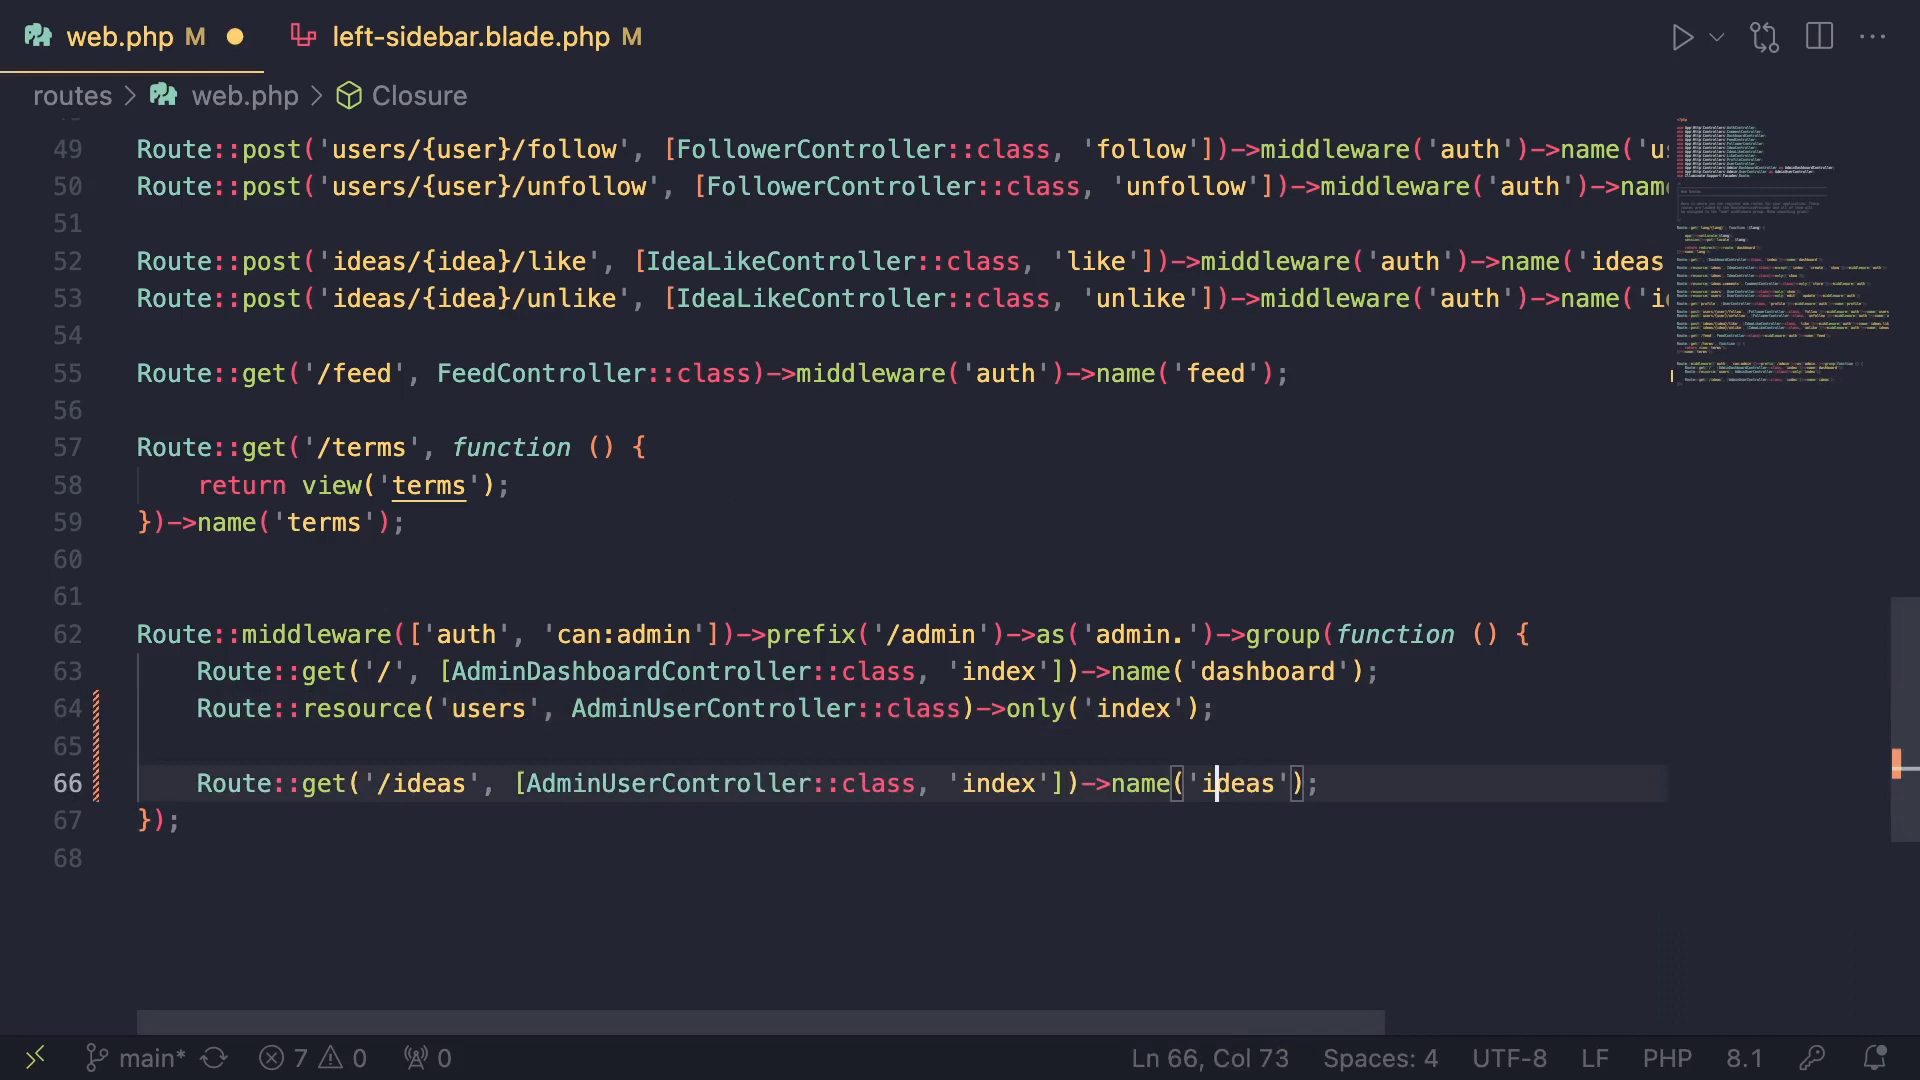 web.php M
left-sidebar.blade.php M
routes > web.php > Closure
49 Route::post('users/{user}/follow', [FollowerController::class, 'follow'])->middleware('auth')->name('u
50 Route::post('users/{user}/unfollow', [FollowerController::class, 'unfollow'])->middleware('auth')->name
51
52 Route::post('ideas/{idea}/like', [IdeaLikeController::class, 'like'])->middleware('auth')->name('ideas
53 Route::post('ideas/{idea}/unlike', [IdeaLikeController::class, 'unlike'])->middleware('auth')->name('i
54
55 Route::get('/feed', FeedController::class)->middleware('auth')->name('feed');
56
57 Route::get('/terms', function () {
58     return view('terms');
59 })->name('terms');
60
61
62 Route::middleware(['auth', 'can:admin'])->prefix('/admin')->as('admin.')->group(function () {
63     Route::get('/', [AdminDashboardController::class, 'index'])->name('dashboard');
64     Route::resource('users', AdminUserController::class)->only('index');
65
66     Route::get('/ideas', [AdminUserController::class, 'index'])->name('ideas');
67 });
68
main* 7 0 0 Ln 66, Col 73 Spaces: 4 UTF-8 LF PHP 8.1